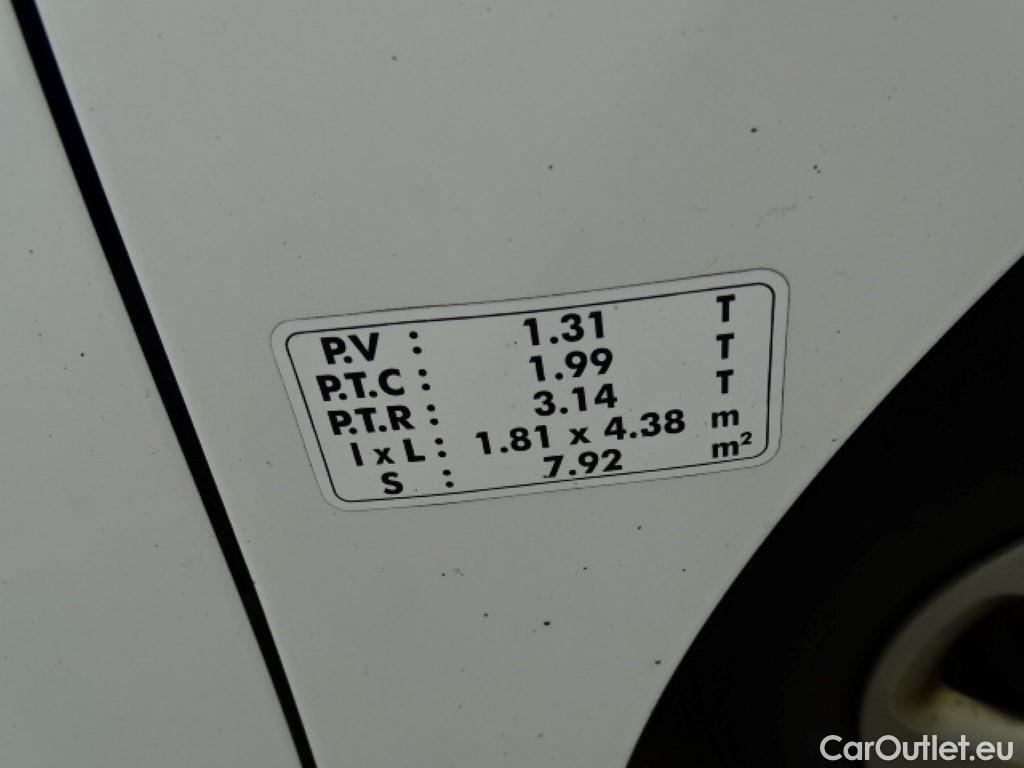 P.V : 1.31 T
P.T.C : 1.99 T
P.T.R : 3.14 T
l x L : 1.81 x 4.38 m
S : 7.92 m²
CarOutlet.eu